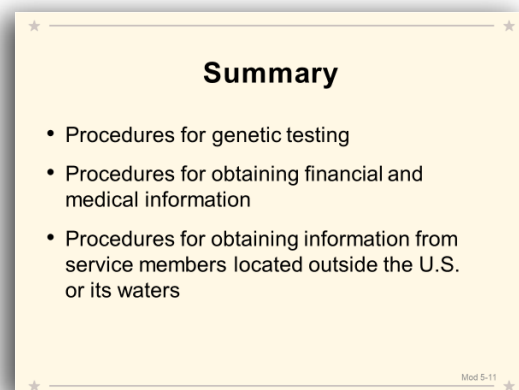 Summary
• Procedures for genetic testing
• Procedures for obtaining financial and
medical information
• Procedures for obtaining information from
service members located outside the U.S.
or its waters
Mod 5-11